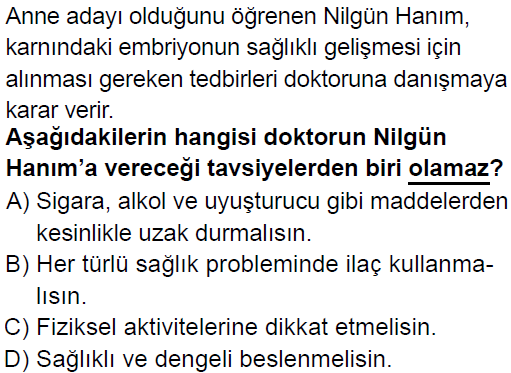 Anne adayı olduğunu öğrenen Nilgün Hanım,
karnındaki embriyonun sağlıklı gelişmesi için
alınması gereken tedbirleri doktoruna danışmaya
karar verir.
Aşağıdakilerin hangisi doktorun Nilgün
Hanım’a vereceği tavsiyelerden biri olamaz?
A) Sigara, alkol ve uyuşturucu gibi maddelerden
kesinlikle uzak durmalısın.
B) Her türlü sağlık probleminde ilaç kullanma-
lısın.
C) Fiziksel aktivitelerine dikkat etmelisin.
D) Sağlıklı ve dengeli beslenmelisin.